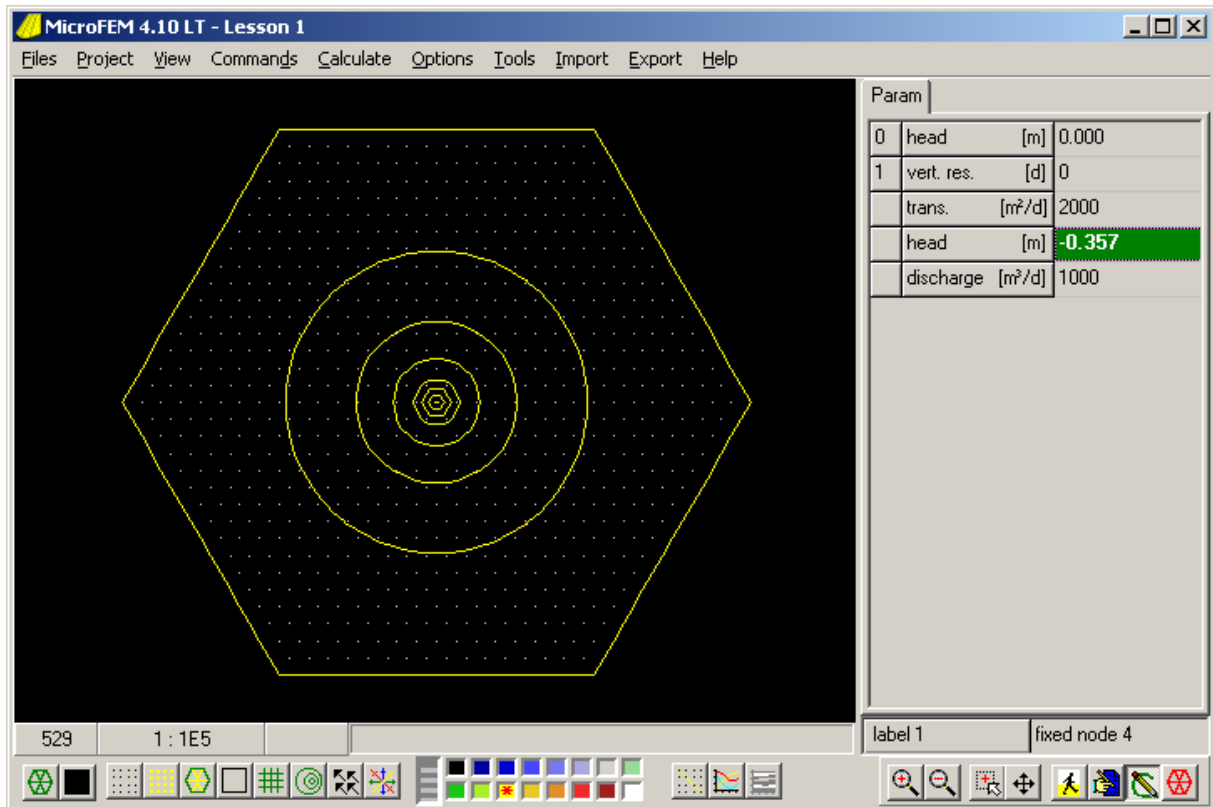 MicroFEM 4.10 LT - Lesson 1
Files Project View Commands Calculate Options Tools Import Export Help
Param
0 head [m] 0.000
1 vert. res. [d] 0
trans. [m²/d] 2000
head [m] -0.357
discharge [m³/d] 1000
529 1 : 1E5
label 1 fixed node 4